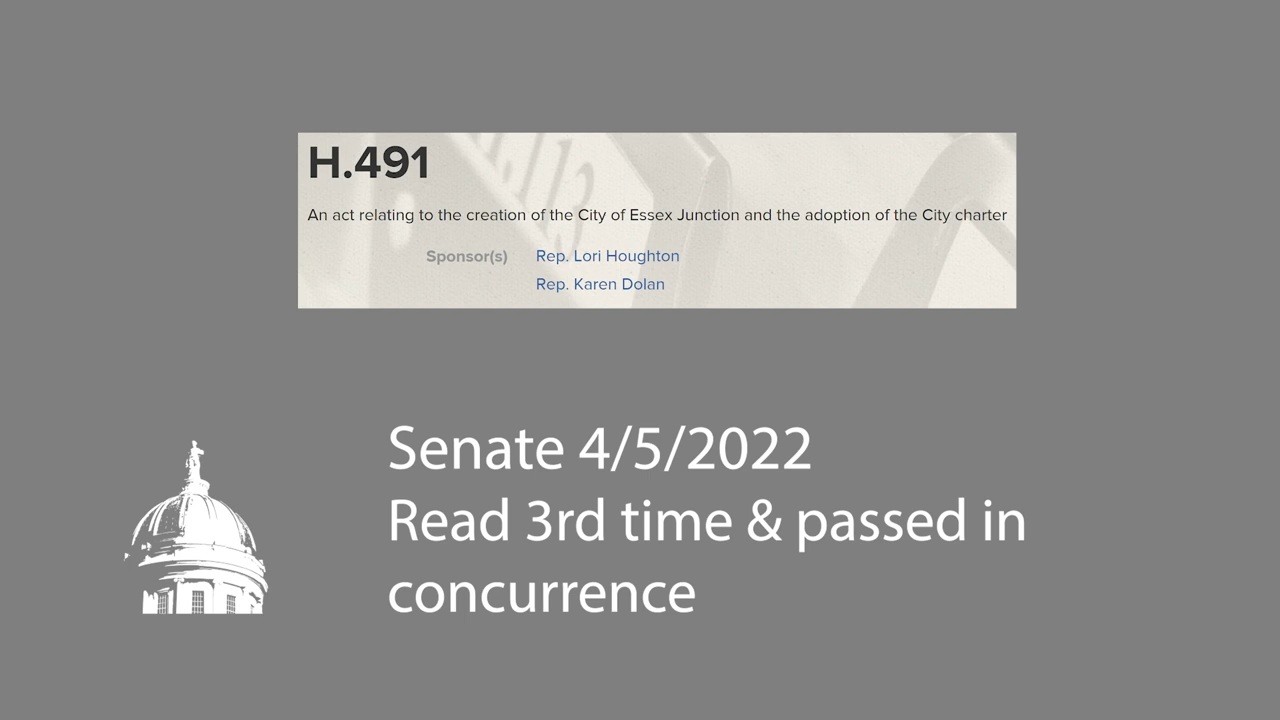 H.491
An act relating to the creation of the City of Essex Junction and the adoption of the City charter
Sponsor(s) Rep. Lori Houghton
Rep. Karen Dolan
Senate 4/5/2022
Read 3rd time & passed in
concurrence